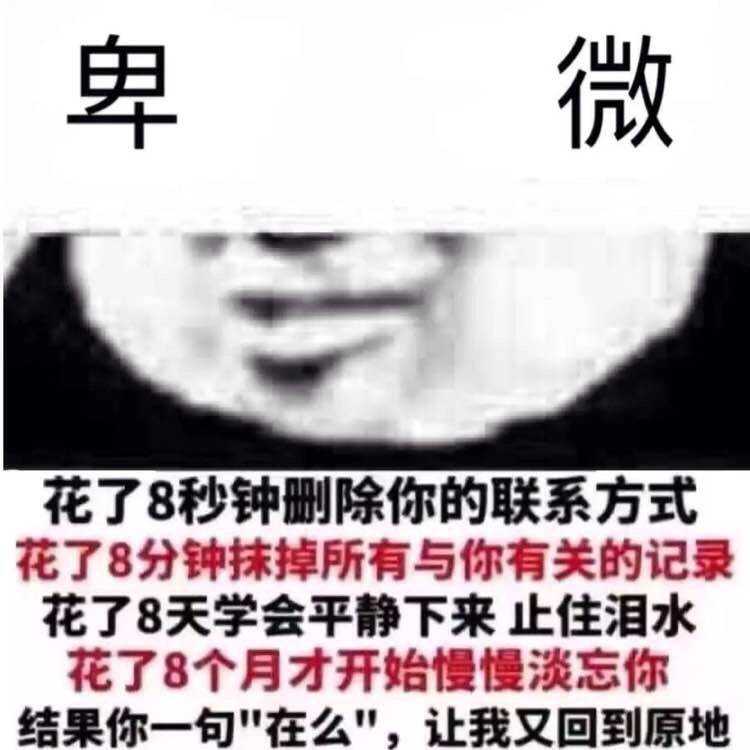 卑 微
花了8秒钟删除你的联系方式
花了8分钟抹掉所有与你有关的记录
花了8天学会平静下来 止住泪水
花了8个月才开始慢慢淡忘你
结果你一句"在么"，让我又回到原地